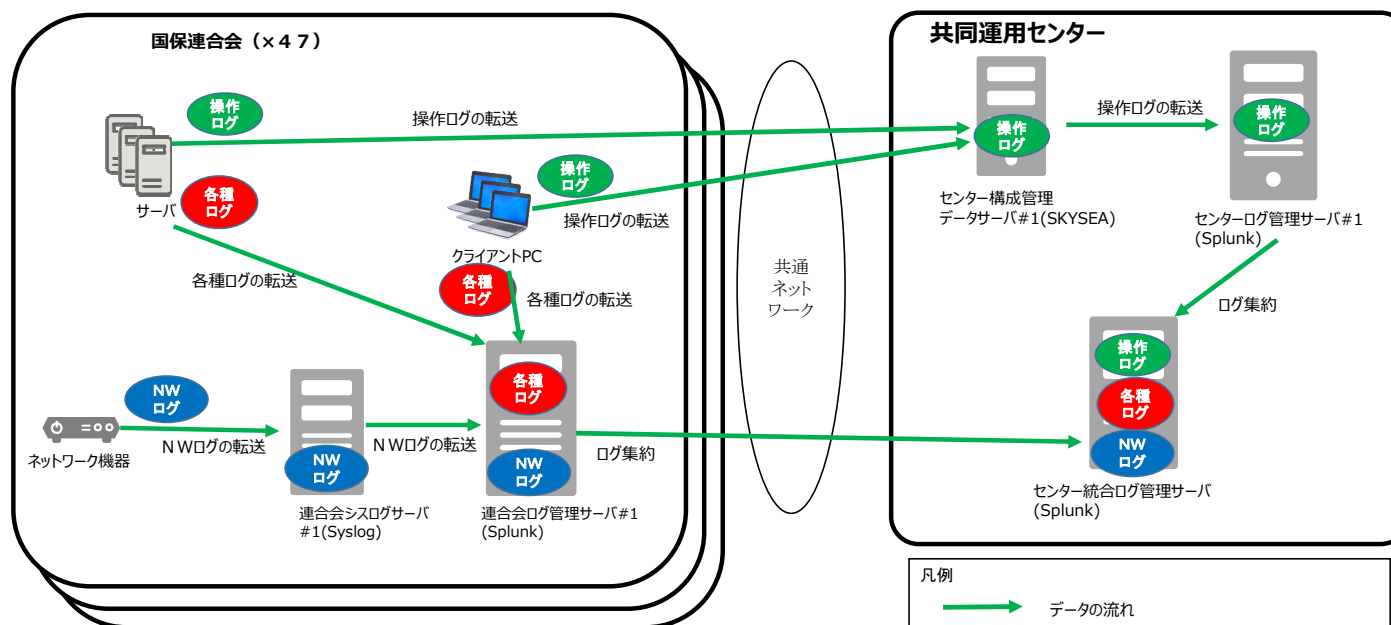 国保連合会（×４７）
操作
ログ
操作ログの転送
サーバ
各種
ログ
各種ログの転送
操作
ログ
操作ログの転送
クライアントPC
各種
ログ
各種ログの転送
NW
ログ
ネットワーク機器
ＮWログの転送
NW
ログ
連合会シスログサーバ
#1(Syslog)
ＮWログの転送
各種
ログ
NW
ログ
連合会ログ管理サーバ#1
(Splunk)
ログ集約
共通
ネット
ワーク
共同運用センター
操作
ログ
センター構成管理
データサーバ#1(SKYSEA)
操作ログの転送
操作
ログ
センターログ管理サーバ#1
(Splunk)
ログ集約
操作
ログ
各種
ログ
NW
ログ
センター統合ログ管理サーバ
(Splunk)
凡例
データの流れ